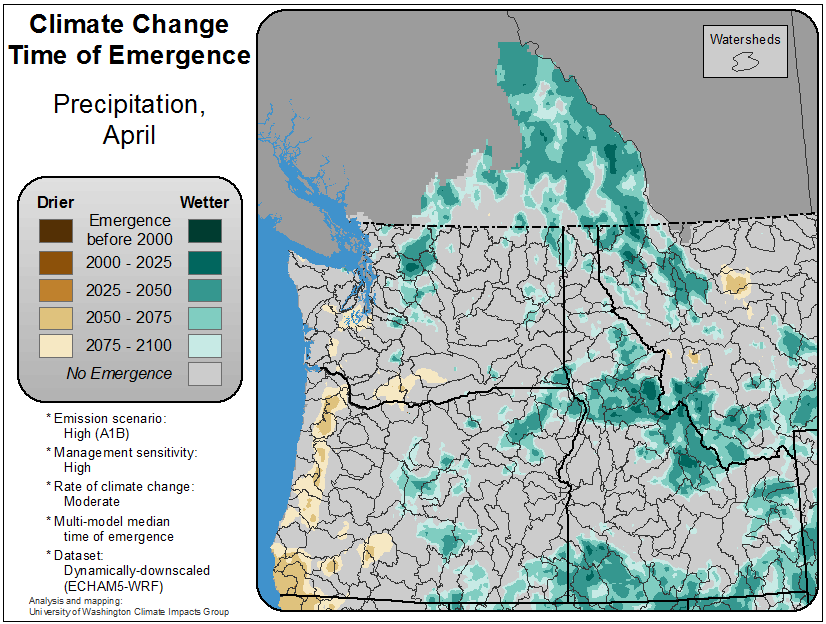 Climate Change
Time of Emergence
Precipitation,
April
Drier
Wetter
Emergence
before 2000
2000 - 2025
2025 - 2050
2050 - 2075
2075 - 2100
No Emergence
* Emission scenario:
High (A1B)
* Management sensitivity:
High
* Rate of climate change:
Moderate
* Multi-model median
time of emergence
* Dataset:
Dynamically-downscaled
(ECHAM5-WRF)
Analysis and mapping:
University of Washington Climate Impacts Group
Watersheds